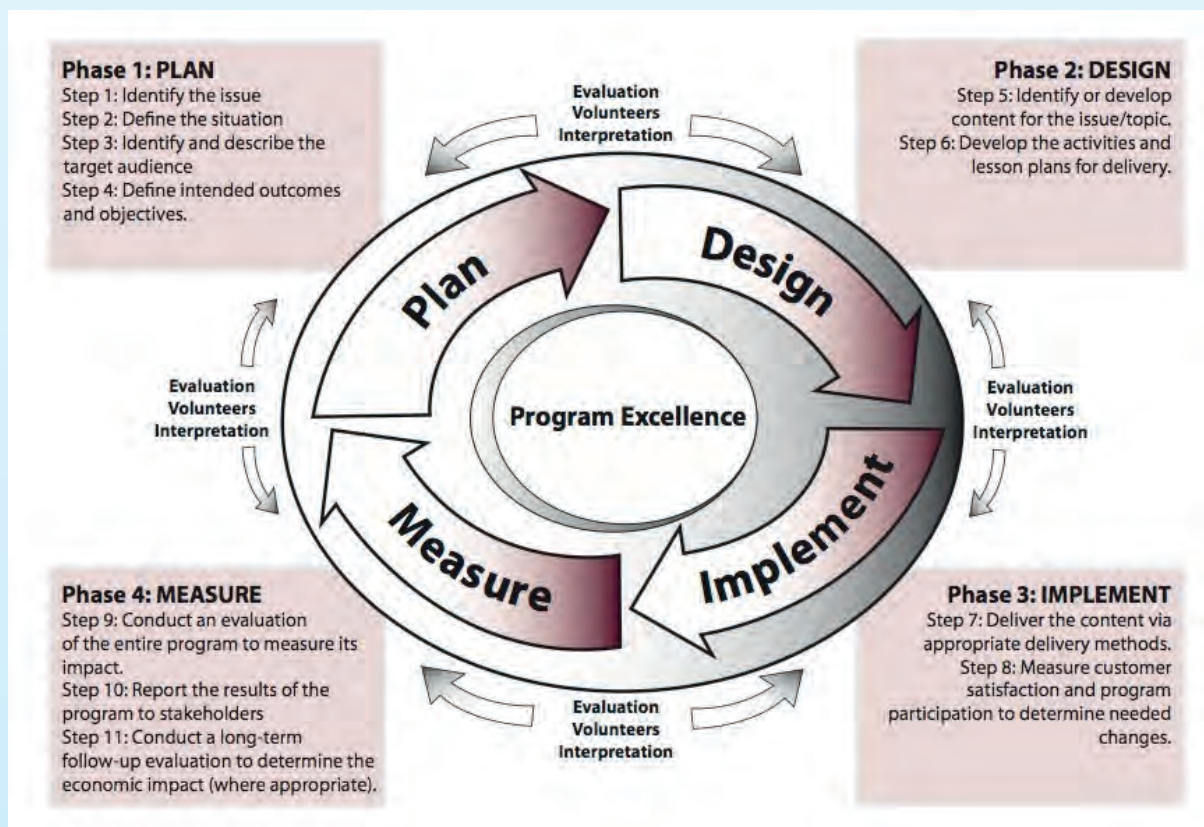 Phase 1: PLAN
Step 1: Identify the issue
Step 2: Define the situation
Step 3: Identify and describe the
target audience
Step 4: Define intended outcomes
and objectives.
Evaluation
Volunteers
Interpretation
Phase 2: DESIGN
Step 5: Identify or develop
content for the issue/topic.
Step 6: Develop the activities and
lesson plans for delivery.
Plan
Design
Evaluation
Volunteers
Interpretation
Program Excellence
Evaluation
Volunteers
Interpretation
Measure
Implement
Phase 4: MEASURE
Step 9: Conduct an evaluation
of the entire program to measure its
impact.
Step 10: Report the results of the
program to stakeholders
Step 11: Conduct a long-term
follow-up evaluation to determine the
economic impact (where appropriate).
Evaluation
Volunteers
Interpretation
Phase 3: IMPLEMENT
Step 7: Deliver the content via
appropriate delivery methods.
Step 8: Measure customer
satisfaction and program
participation to determine needed
changes.